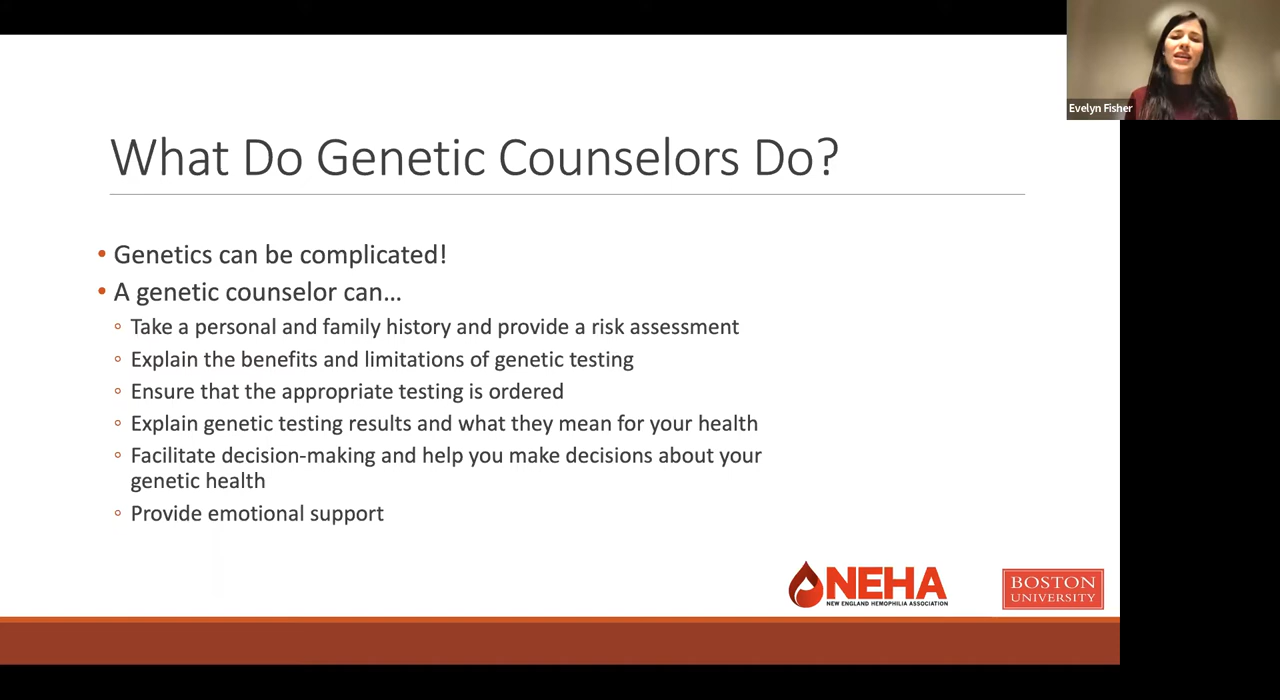 Evelyn Fisher
What Do Genetic Counselors Do?
• Genetics can be complicated!
• A genetic counselor can…
◦ Take a personal and family history and provide a risk assessment
◦ Explain the benefits and limitations of genetic testing
◦ Ensure that the appropriate testing is ordered
◦ Explain genetic testing results and what they mean for your health
◦ Facilitate decision-making and help you make decisions about your
genetic health
◦ Provide emotional support
NEHA
NEW ENGLAND HEMOPHILIA ASSOCIATION
BOSTON
UNIVERSITY